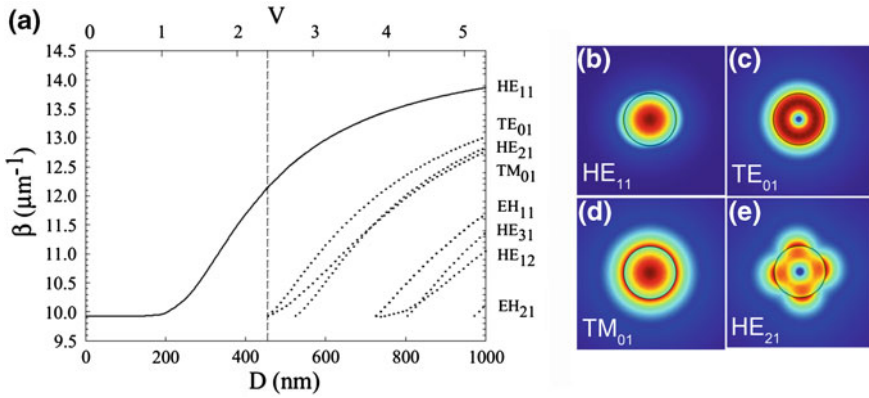 (a)
V
0 1 2 3 4 5
14.5
14.0
13.5
13.0
12.5
12.0
11.5
11.0
10.5
10.0
9.5
β (µm⁻¹)
0 200 400 600 800 1000
D (nm)
HE₁₁
TE₀₁
HE₂₁
TM₀₁
EH₁₁
HE₃₁
HE₁₂
EH₂₁
(b)
HE₁₁
(c)
TE₀₁
(d)
TM₀₁
(e)
HE₂₁